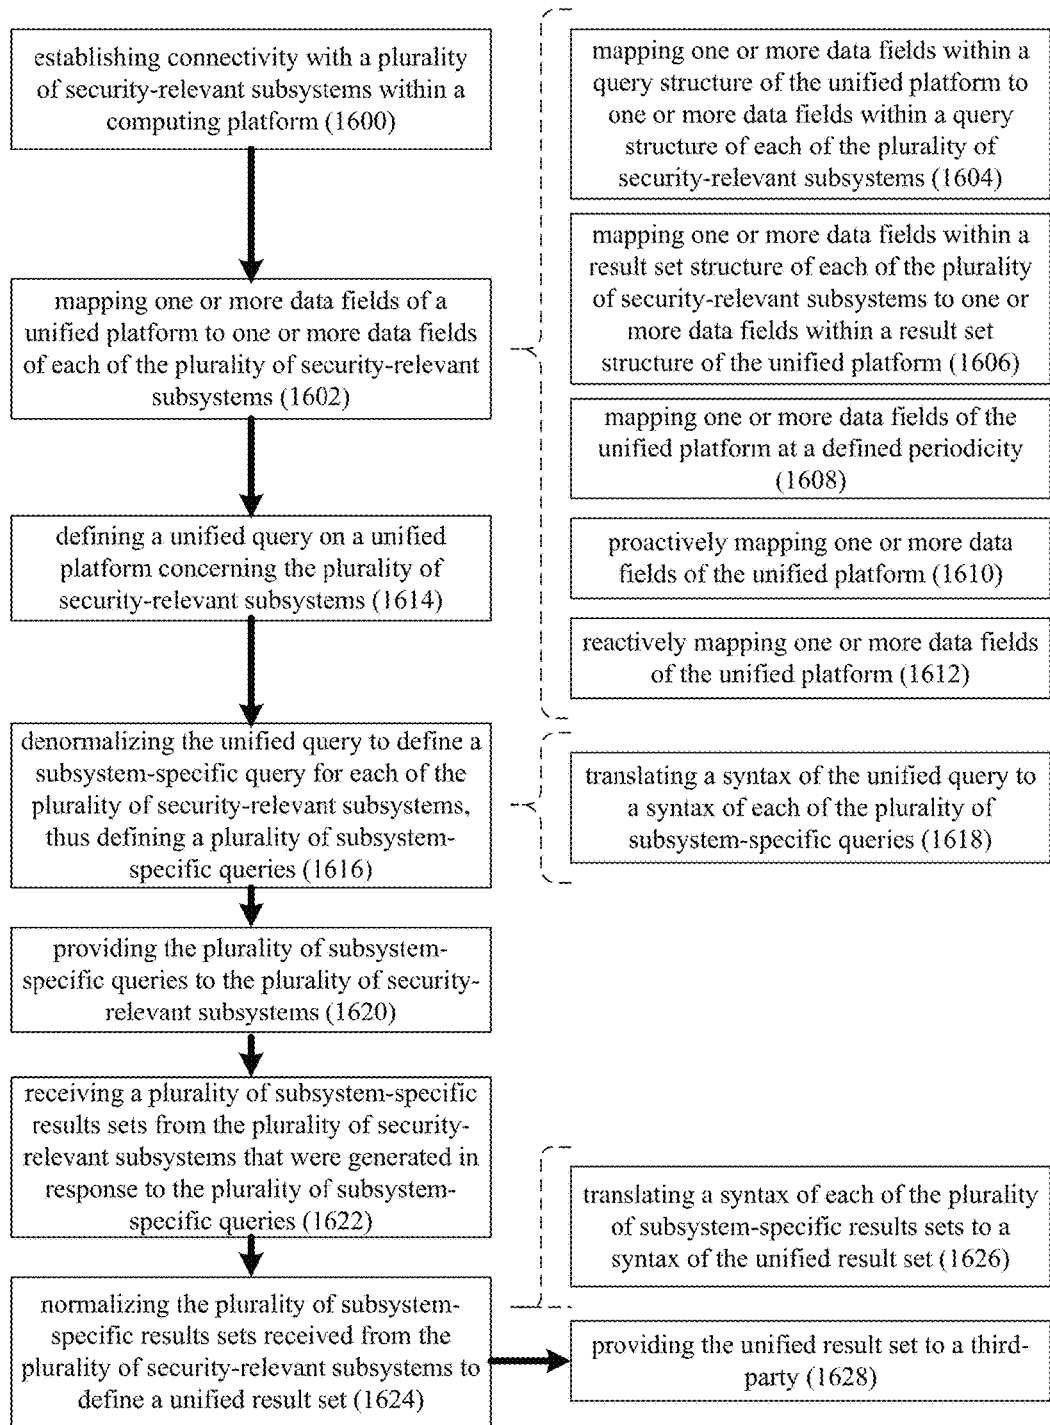 establishing connectivity with a plurality
of security-relevant subsystems within a
computing platform (1600)
mapping one or more data fields of a
unified platform to one or more data fields
of each of the plurality of security-relevant
subsystems (1602)
mapping one or more data fields within a
query structure of the unified platform to
one or more data fields within a query
structure of each of the plurality of
security-relevant subsystems (1604)
mapping one or more data fields within a
result set structure of each of the plurality
of security-relevant subsystems to one or
more data fields within a result set
structure of the unified platform (1606)
mapping one or more data fields of the
unified platform at a defined periodicity
(1608)
proactively mapping one or more data
fields of the unified platform (1610)
reactively mapping one or more data fields
of the unified platform (1612)
defining a unified query on a unified
platform concerning the plurality of
security-relevant subsystems (1614)
denormalizing the unified query to define a
subsystem-specific query for each of the
plurality of security-relevant subsystems,
thus defining a plurality of subsystem-
specific queries (1616)
translating a syntax of the unified query to
a syntax of each of the plurality of
subsystem-specific queries (1618)
providing the plurality of subsystem-
specific queries to the plurality of security-
relevant subsystems (1620)
receiving a plurality of subsystem-specific
results sets from the plurality of security-
relevant subsystems that were generated in
response to the plurality of subsystem-
specific queries (1622)
normalizing the plurality of subsystem-
specific results sets received from the
plurality of security-relevant subsystems to
define a unified result set (1624)
translating a syntax of each of the plurality
of subsystem-specific results sets to a
syntax of the unified result set (1626)
providing the unified result set to a third-
party (1628)